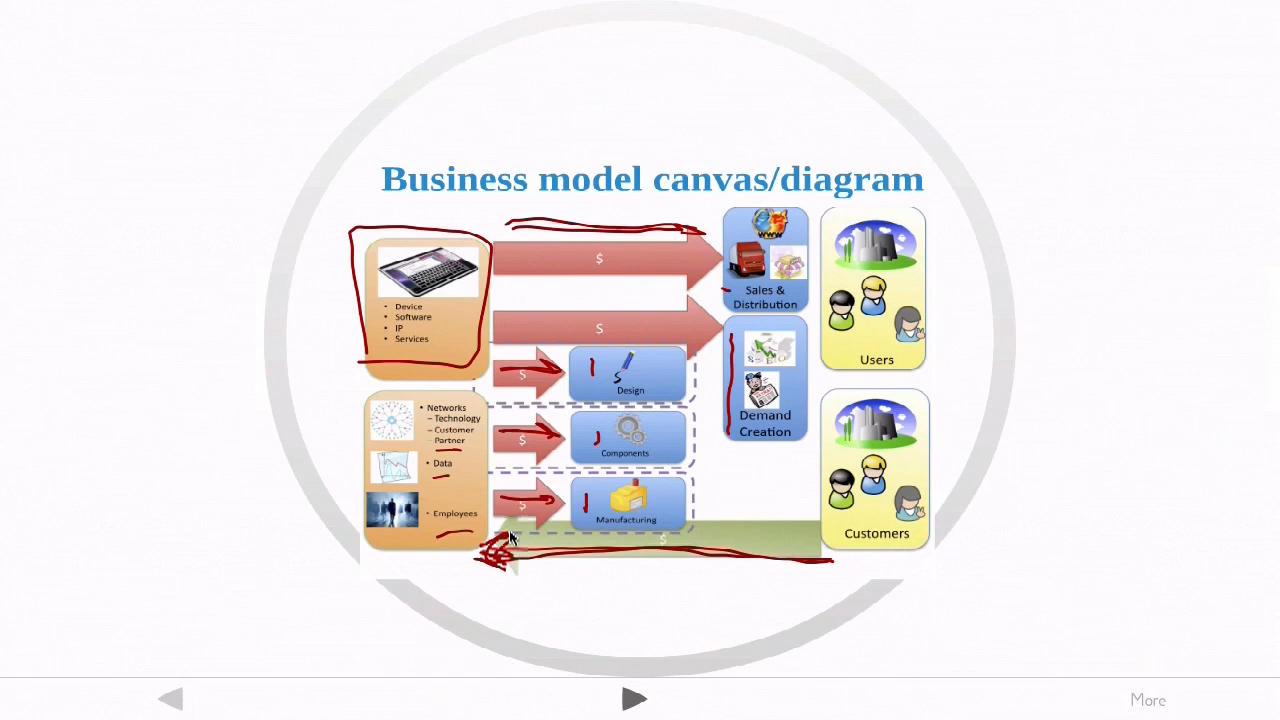 Business model canvas/diagram
• Device
• Software
• IP
• Services
$
$
Sales &
Distribution
Users
$
Design
Demand
Creation
• Networks
– Technology
– Customer
– Partner
• Data
• Employees
$
Components
$
Manufacturing
$
Customers
More